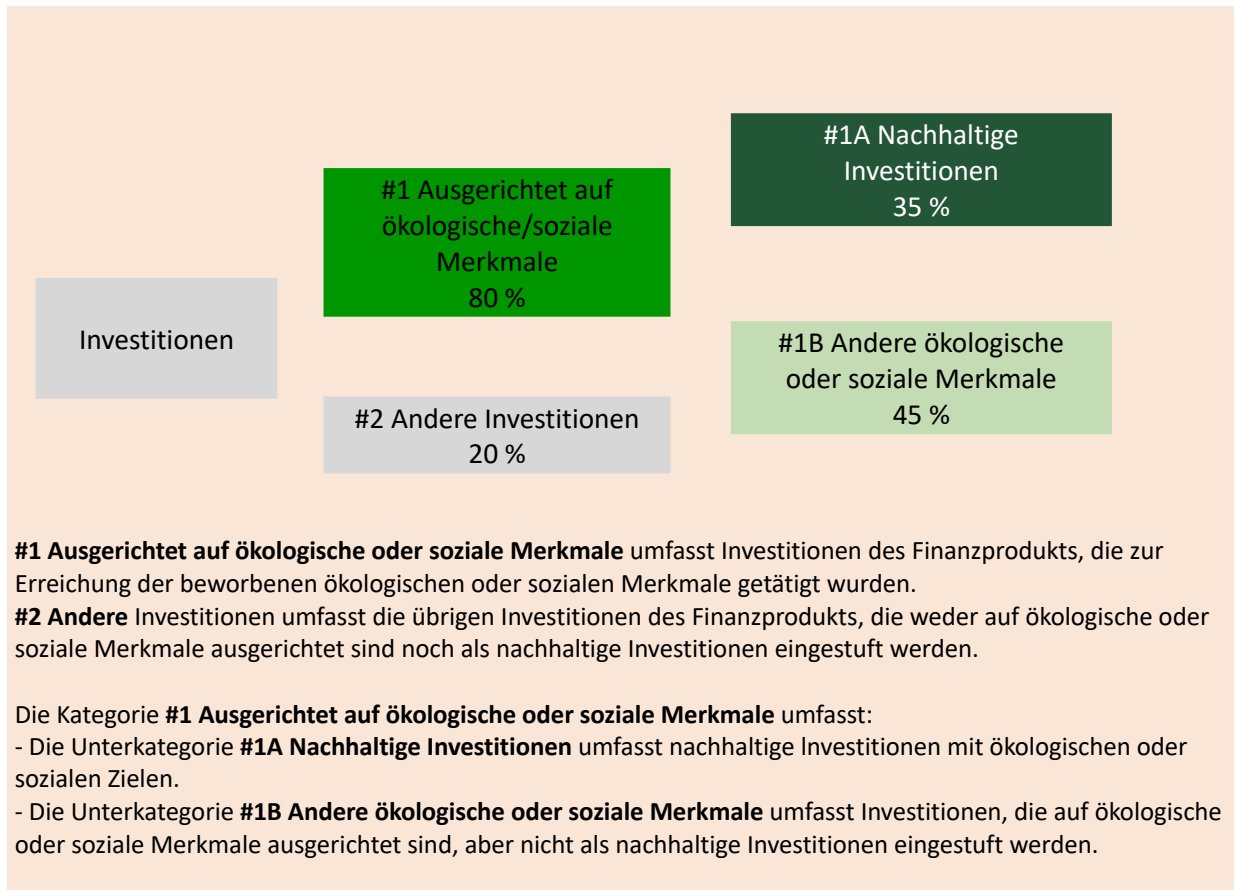 #1A Nachhaltige
Investitionen
35 %
#1 Ausgerichtet auf
ökologische/soziale
Merkmale
80 %
Investitionen
#1B Andere ökologische
oder soziale Merkmale
45 %
#2 Andere Investitionen
20 %
#1 Ausgerichtet auf ökologische oder soziale Merkmale umfasst Investitionen des Finanzprodukts, die zur
Erreichung der beworbenen ökologischen oder sozialen Merkmale getätigt wurden.
#2 Andere Investitionen umfasst die übrigen Investitionen des Finanzprodukts, die weder auf ökologische oder
soziale Merkmale ausgerichtet sind noch als nachhaltige Investitionen eingestuft werden.
Die Kategorie #1 Ausgerichtet auf ökologische oder soziale Merkmale umfasst:
- Die Unterkategorie #1A Nachhaltige Investitionen umfasst nachhaltige Investitionen mit ökologischen oder
sozialen Zielen.
- Die Unterkategorie #1B Andere ökologische oder soziale Merkmale umfasst Investitionen, die auf ökologische
oder soziale Merkmale ausgerichtet sind, aber nicht als nachhaltige Investitionen eingestuft werden.